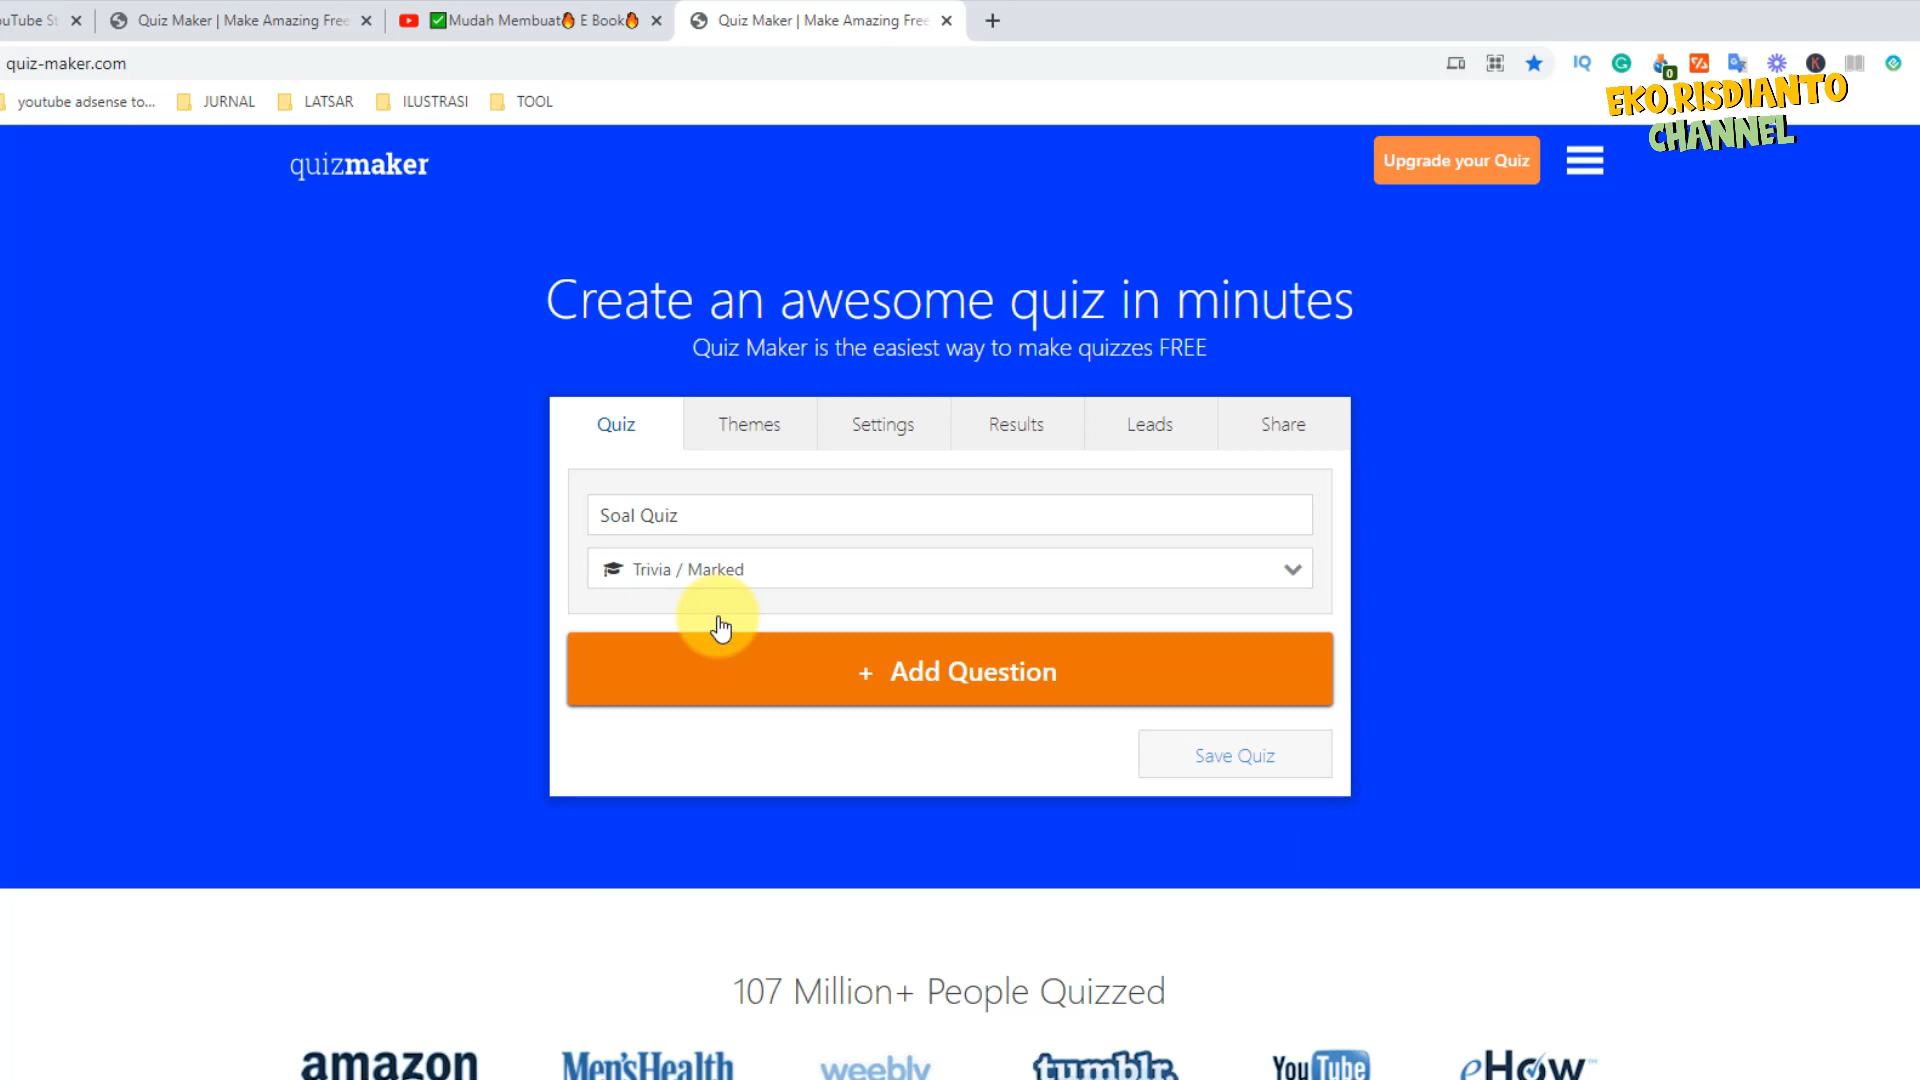 uTube St
Quiz Maker | Make Amazing Free
Mudah Membuat🔥 E Book🔥
Quiz Maker | Make Amazing Free
quiz-maker.com
IQ
0
K
youtube adsense to...
JURNAL
LATSAR
ILUSTRASI
TOOL
EKO.RISDIANTO
CHANNEL
quizmaker
Upgrade your Quiz
Create an awesome quiz in minutes
Quiz Maker is the easiest way to make quizzes FREE
Quiz
Themes
Settings
Results
Leads
Share
Soal Quiz
Trivia / Marked
+ Add Question
Save Quiz
107 Million+ People Quizzed
amazon
Men'sHealth
weebly
tumblr.
YouTube
eHow™